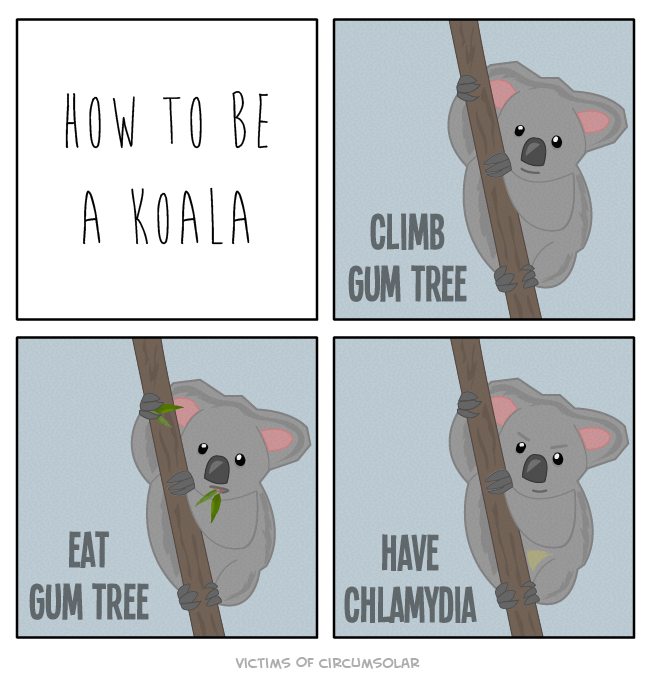 HOW TO BE
A KOALA
CLIMB
GUM TREE
EAT
GUM TREE
HAVE
CHLAMYDIA
VICTIMS OF CIRCUMSOLAR